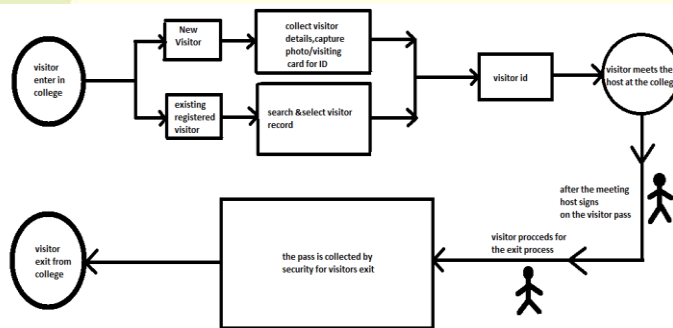 visitor
enter in
college
New
Visitor
collect visitor
details,capture
photo/visiting
card for ID
existing
registered
visitor
search &select visitor
record
visitor id
visitor meets the
host at the colleg
after the meeting
host signs
on the visitor pass
visitor procceds for
the exit process
the pass is collected by
security for visitors exit
visitor
exit from
college